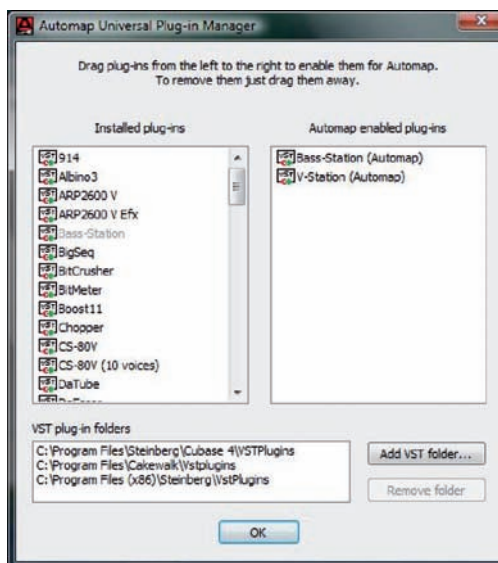 Automap Universal Plug-in Manager
Drag plug-ins from the left to the right to enable them for Automap.
To remove them just drag them away.
Installed plug-ins
914
Albino3
ARP2600 V
ARP2600 V Efx
Bass-Station
BigSeq
BitCrusher
BitMeter
Boost11
Chopper
CS-80V
CS-80V (10 voices)
DaTube
Automap enabled plug-ins
Bass-Station (Automap)
V-Station (Automap)
VST plug-in folders
C:\Program Files\Steinberg\Cubase 4\VSTPlugins
C:\Program Files\Cakewalk\Vstplugins
C:\Program Files (x86)\Steinberg\VstPlugins
Add VST folder...
Remove folder
OK